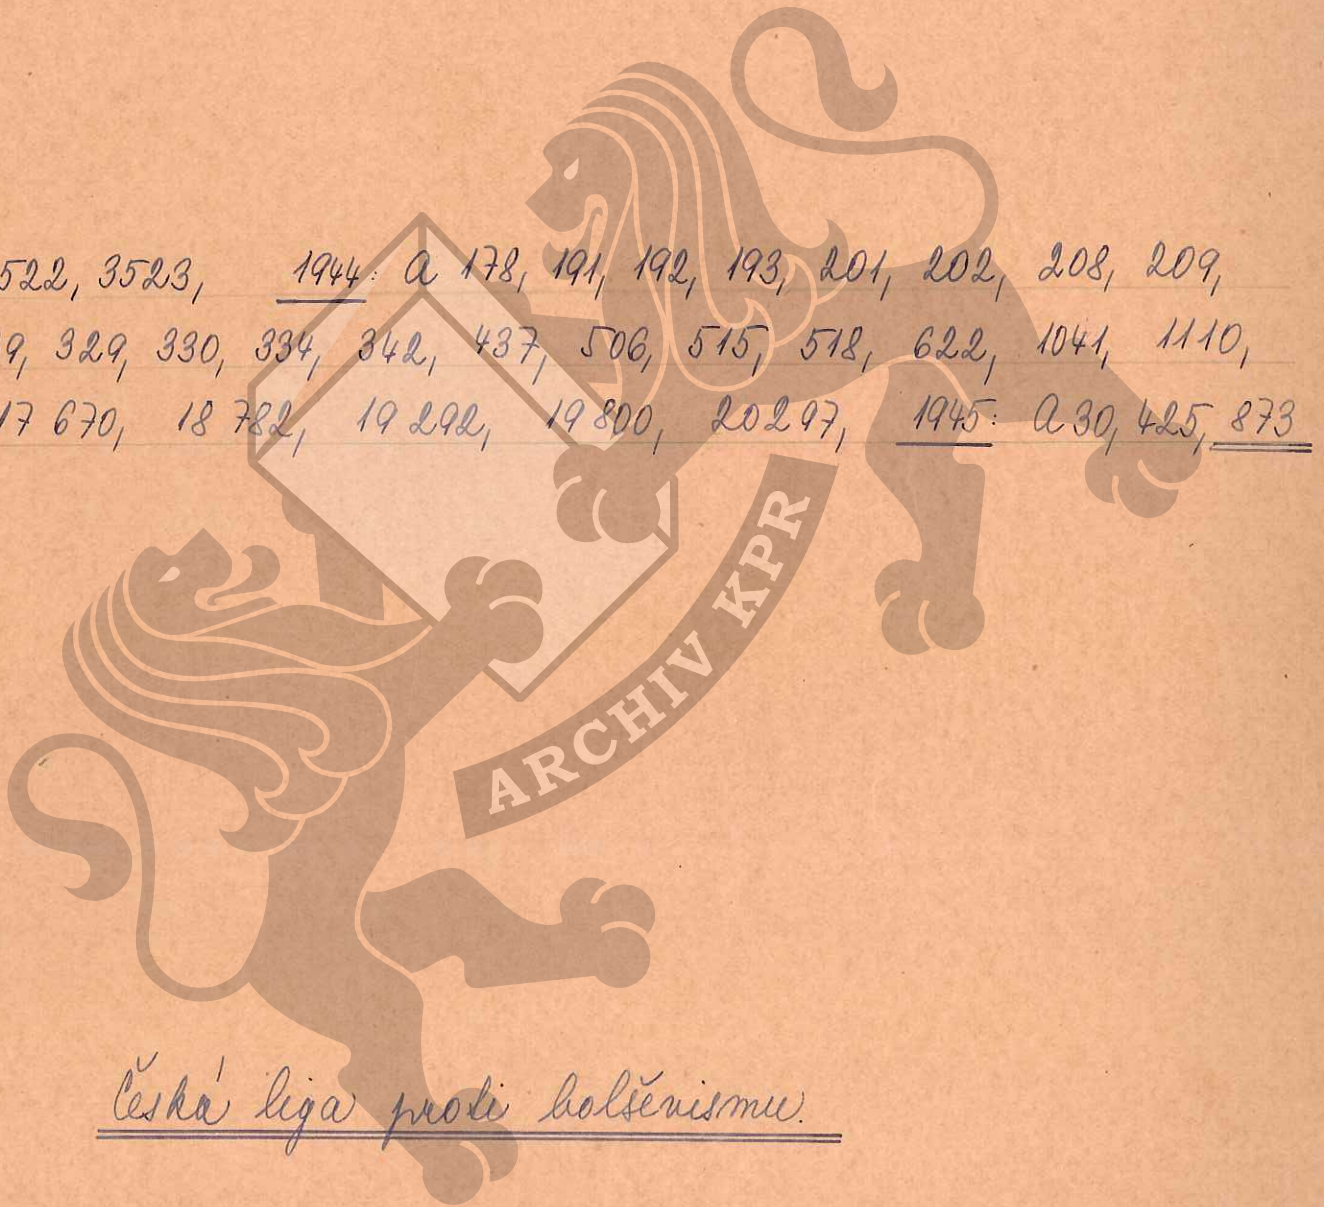 522, 3523, 1944: A 178, 191, 192, 193, 201, 202, 208, 209,
9, 329, 330, 334, 342, 437, 506, 515, 518, 622, 1041, 1110,
17 670, 18 782, 19 292, 19 800, 20 297, 1945: A 30, 425, 873
ARCHIV KPR
Česká liga proti bolševismu.